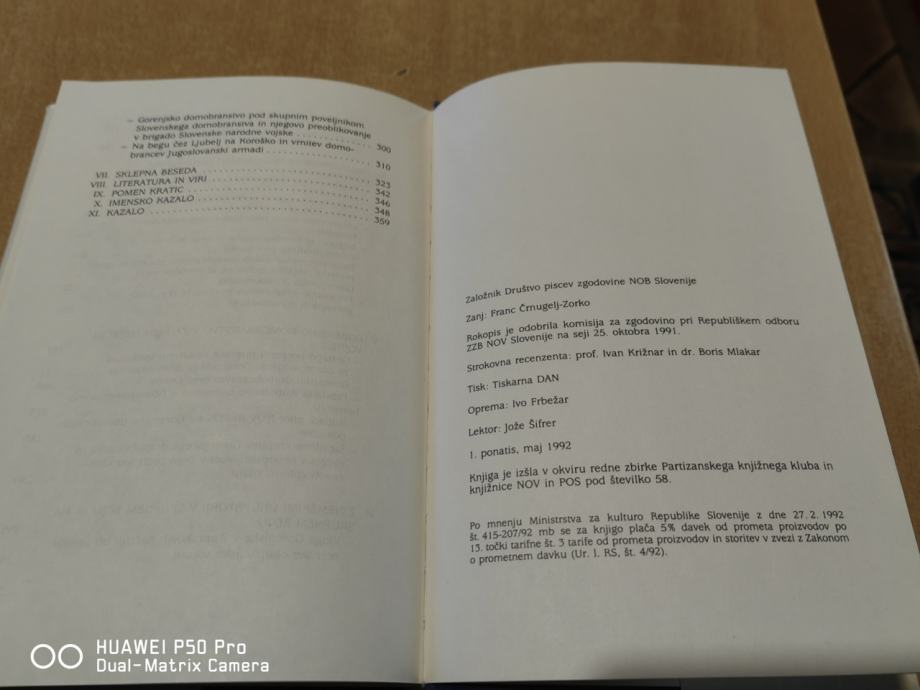 – Gorenjsko domobranstvo pod skupnim poveljnikom
Slovenskega domobranstva in njegovo preoblikovanje
v brigado Slovenske narodne vojske . . . . . . . . . . . . 300
– Na begu čez Ljubelj na Koroško in vrnitev domo-
brancev Jugoslovanski armadi . . . . . . . . . . . . . . . . . 310
VII. SKLEPNA BESEDA . . . . . . . . . . . . . . . . . . . . . . . . . . . 323
VIII. LITERATURA IN VIRI . . . . . . . . . . . . . . . . . . . . . . . . . 342
IX. POMEN KRATIC . . . . . . . . . . . . . . . . . . . . . . . . . . . . 346
X. IMENSKO KAZALO . . . . . . . . . . . . . . . . . . . . . . . . . . . 348
XI. KAZALO . . . . . . . . . . . . . . . . . . . . . . . . . . . . . . . . . . 359
Založnik Društvo piscev zgodovine NOB Slovenije
Zanj: Franc Črnugelj-Zorko
Rokopis je odobrila komisija za zgodovino pri Republiškem odboru
ZZB NOV Slovenije na seji 25. oktobra 1991.
Strokovna recenzenta: prof. Ivan Križnar in dr. Boris Mlakar
Tisk: Tiskarna DAN
Oprema: Ivo Frbežar
Lektor: Jože Šifrer
1. ponatis, maj 1992
Knjiga je izšla v okviru redne zbirke Partizanskega knjižnega kluba in
knjižnice NOV in POS pod številko 58.
Po mnenju Ministrstva za kulturo Republike Slovenije z dne 27. 2. 1992
št. 415-207/92 mb se za knjigo plača 5% davek od prometa proizvodov po
13. točki tarifne št. 3 tarife od prometa proizvodov in storitev v zvezi z Zakonom
o prometnem davku (Ur. l. RS, št. 4/92).
HUAWEI P50 Pro
Dual-Matrix Camera